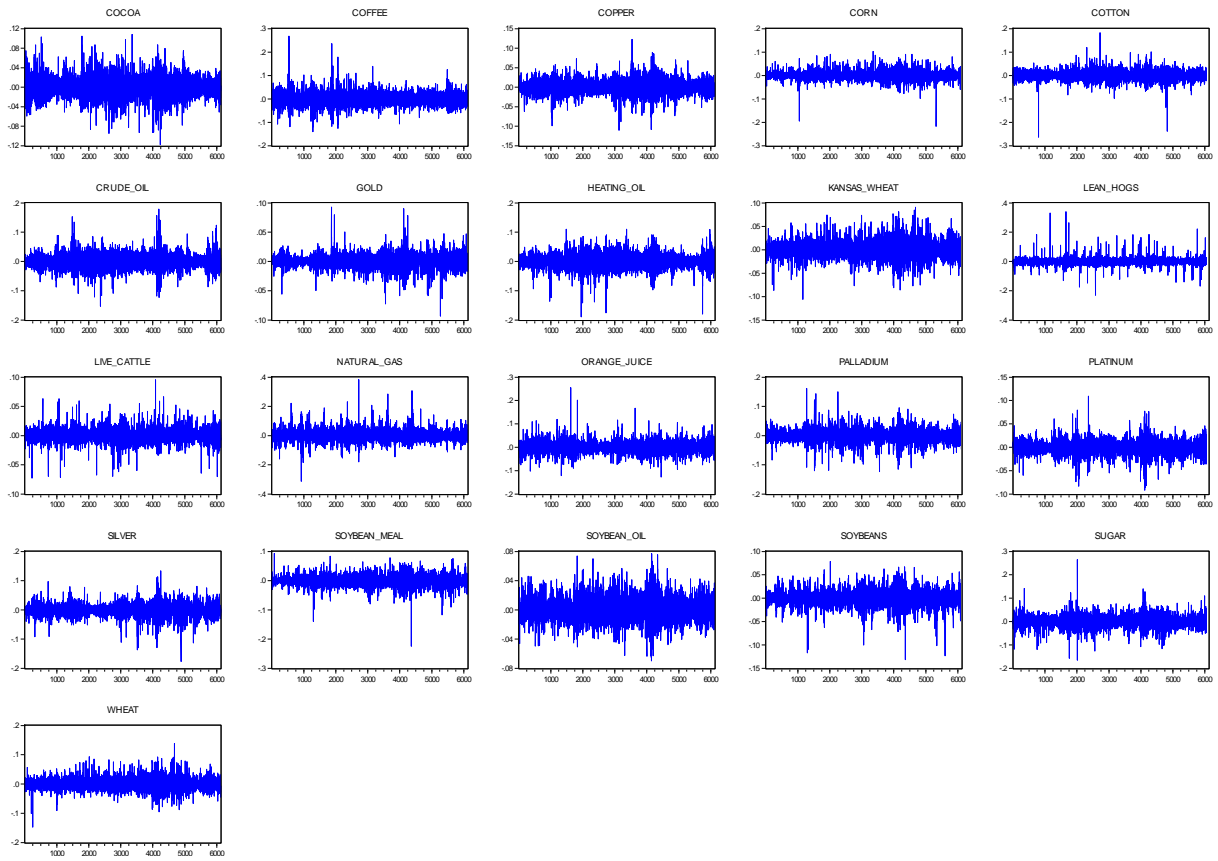 COCOA
.12
.08
.04
.00
-.04
-.08
-.12
1000 2000 3000 4000 5000 6000
COFFEE
.3
.2
.1
.0
-.1
-.2
1000 2000 3000 4000 5000 6000
COPPER
.15
.10
.05
.00
-.05
-.10
-.15
1000 2000 3000 4000 5000 6000
CORN
.2
.1
.0
-.1
-.2
-.3
1000 2000 3000 4000 5000 6000
COTTON
.2
.1
.0
-.1
-.2
-.3
1000 2000 3000 4000 5000 6000
CRUDE_OIL
.2
.1
.0
-.1
-.2
1000 2000 3000 4000 5000 6000
GOLD
.10
.05
.00
-.05
-.10
1000 2000 3000 4000 5000 6000
HEATING_OIL
.2
.1
.0
-.1
-.2
1000 2000 3000 4000 5000 6000
KANSAS_WHEAT
.10
.05
.00
-.05
-.10
-.15
1000 2000 3000 4000 5000 6000
LEAN_HOGS
.4
.2
.0
-.2
-.4
1000 2000 3000 4000 5000 6000
LIVE_CATTLE
.10
.05
.00
-.05
-.10
1000 2000 3000 4000 5000 6000
NATURAL_GAS
.4
.2
.0
-.2
-.4
1000 2000 3000 4000 5000 6000
ORANGE_JUICE
.3
.2
.1
.0
-.1
-.2
1000 2000 3000 4000 5000 6000
PALLADIUM
.2
.1
.0
-.1
-.2
1000 2000 3000 4000 5000 6000
PLATINUM
.15
.10
.05
.00
-.05
-.10
1000 2000 3000 4000 5000 6000
SILVER
.2
.1
.0
-.1
-.2
1000 2000 3000 4000 5000 6000
SOYBEAN_MEAL
.1
.0
-.1
-.2
-.3
1000 2000 3000 4000 5000 6000
SOYBEAN_OIL
.08
.04
.00
-.04
-.08
1000 2000 3000 4000 5000 6000
SOYBEANS
.10
.05
.00
-.05
-.10
-.15
1000 2000 3000 4000 5000 6000
SUGAR
.3
.2
.1
.0
-.1
-.2
1000 2000 3000 4000 5000 6000
WHEAT
.2
.1
.0
-.1
-.2
1000 2000 3000 4000 5000 6000